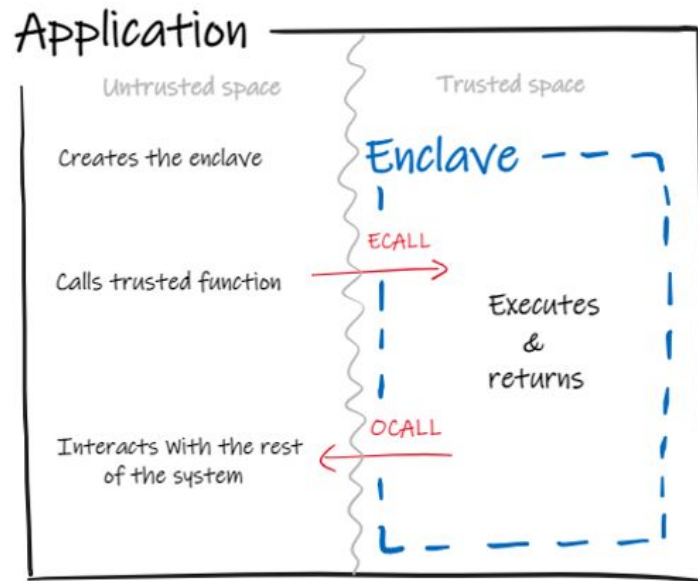 Application
Untrusted space
Trusted space
Creates the enclave
Enclave
ECALL
Calls trusted function
Executes
&
returns
OCALL
Interacts with the rest
of the system